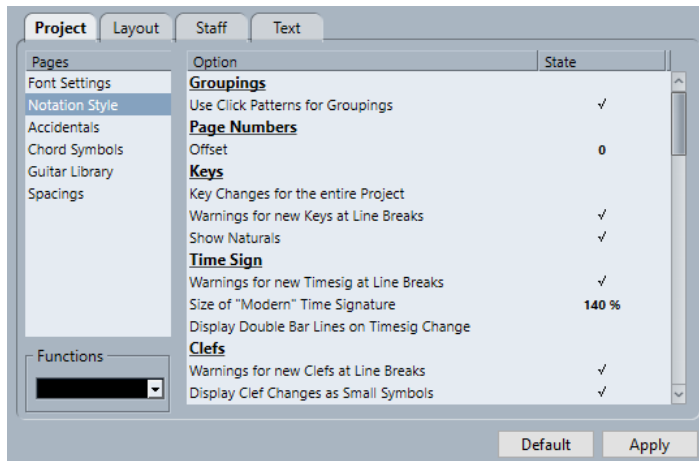 Project Layout Staff Text
Pages
Font Settings
Notation Style
Accidentals
Chord Symbols
Guitar Library
Spacings
Functions
Option State
Groupings
Use Click Patterns for Groupings ✓
Page Numbers
Offset 0
Keys
Key Changes for the entire Project
Warnings for new Keys at Line Breaks ✓
Show Naturals ✓
Time Sign
Warnings for new Timesig at Line Breaks ✓
Size of "Modern" Time Signature 140 %
Display Double Bar Lines on Timesig Change
Clefs
Warnings for new Clefs at Line Breaks ✓
Display Clef Changes as Small Symbols ✓
Default Apply